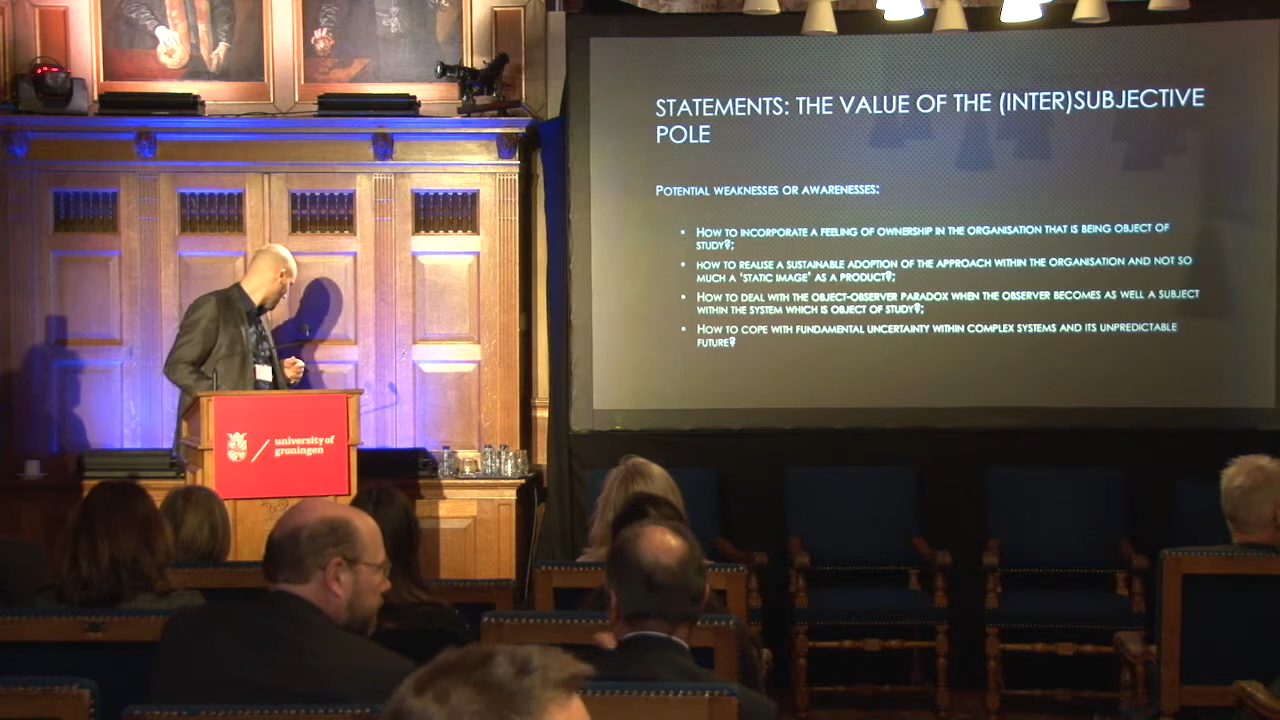 STATEMENTS: THE VALUE OF THE (INTER)SUBJECTIVE
POLE
POTENTIAL WEAKNESSES OR AWARENESSES:
▪ HOW TO INCORPORATE A FEELING OF OWNERSHIP IN THE ORGANISATION THAT IS BEING OBJECT OF
STUDY?;
▪ HOW TO REALISE A SUSTAINABLE ADOPTION OF THE APPROACH WITHIN THE ORGANISATION AND NOT SO
MUCH A 'STATIC IMAGE' AS A PRODUCT?;
▪ HOW TO DEAL WITH THE OBJECT-OBSERVER PARADOX WHEN THE OBSERVER BECOMES AS WELL A SUBJECT
WITHIN THE SYSTEM WHICH IS OBJECT OF STUDY?;
▪ HOW TO COPE WITH FUNDAMENTAL UNCERTAINTY WITHIN COMPLEX SYSTEMS AND ITS UNPREDICTABLE
FUTURE?
university of
groningen